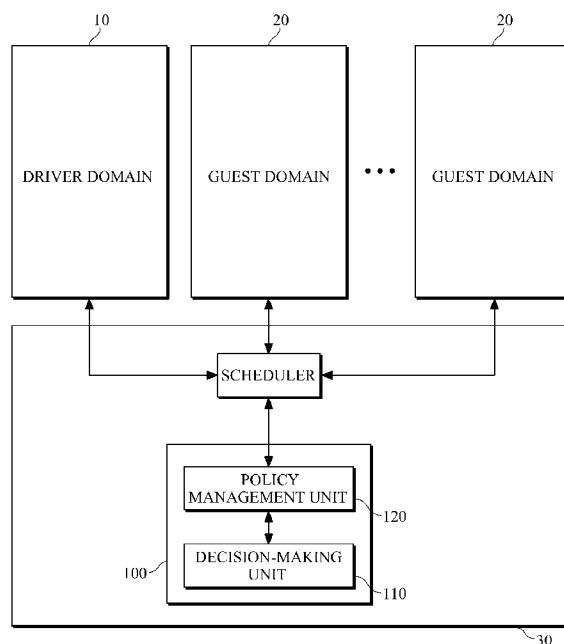 10
20
20
DRIVER DOMAIN
GUEST DOMAIN
•••
GUEST DOMAIN
SCHEDULER
POLICY
MANAGEMENT UNIT
120
100
DECISION-MAKING
UNIT
110
30